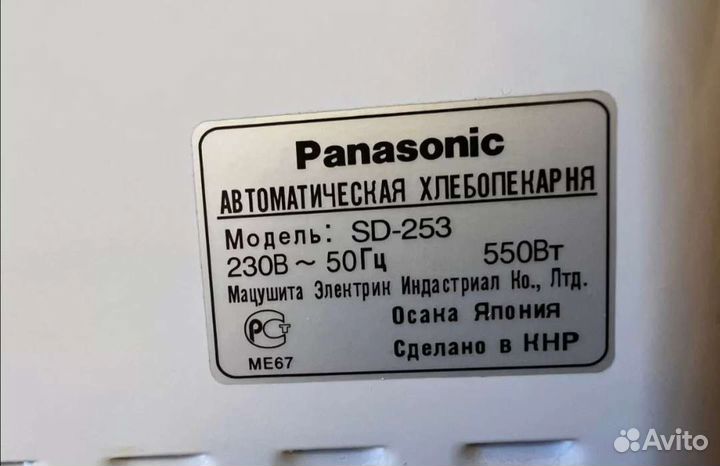 Panasonic
АВТОМАТИЧЕСКАЯ ХЛЕБОПЕКАРНЯ
Модель: SD-253
230В ~ 50Гц 550Вт
Мацушита Электрик Индастриал Ко., Лтд.
Осака Япония
РСТ
Сделано в КНР
МЕ67
Avito